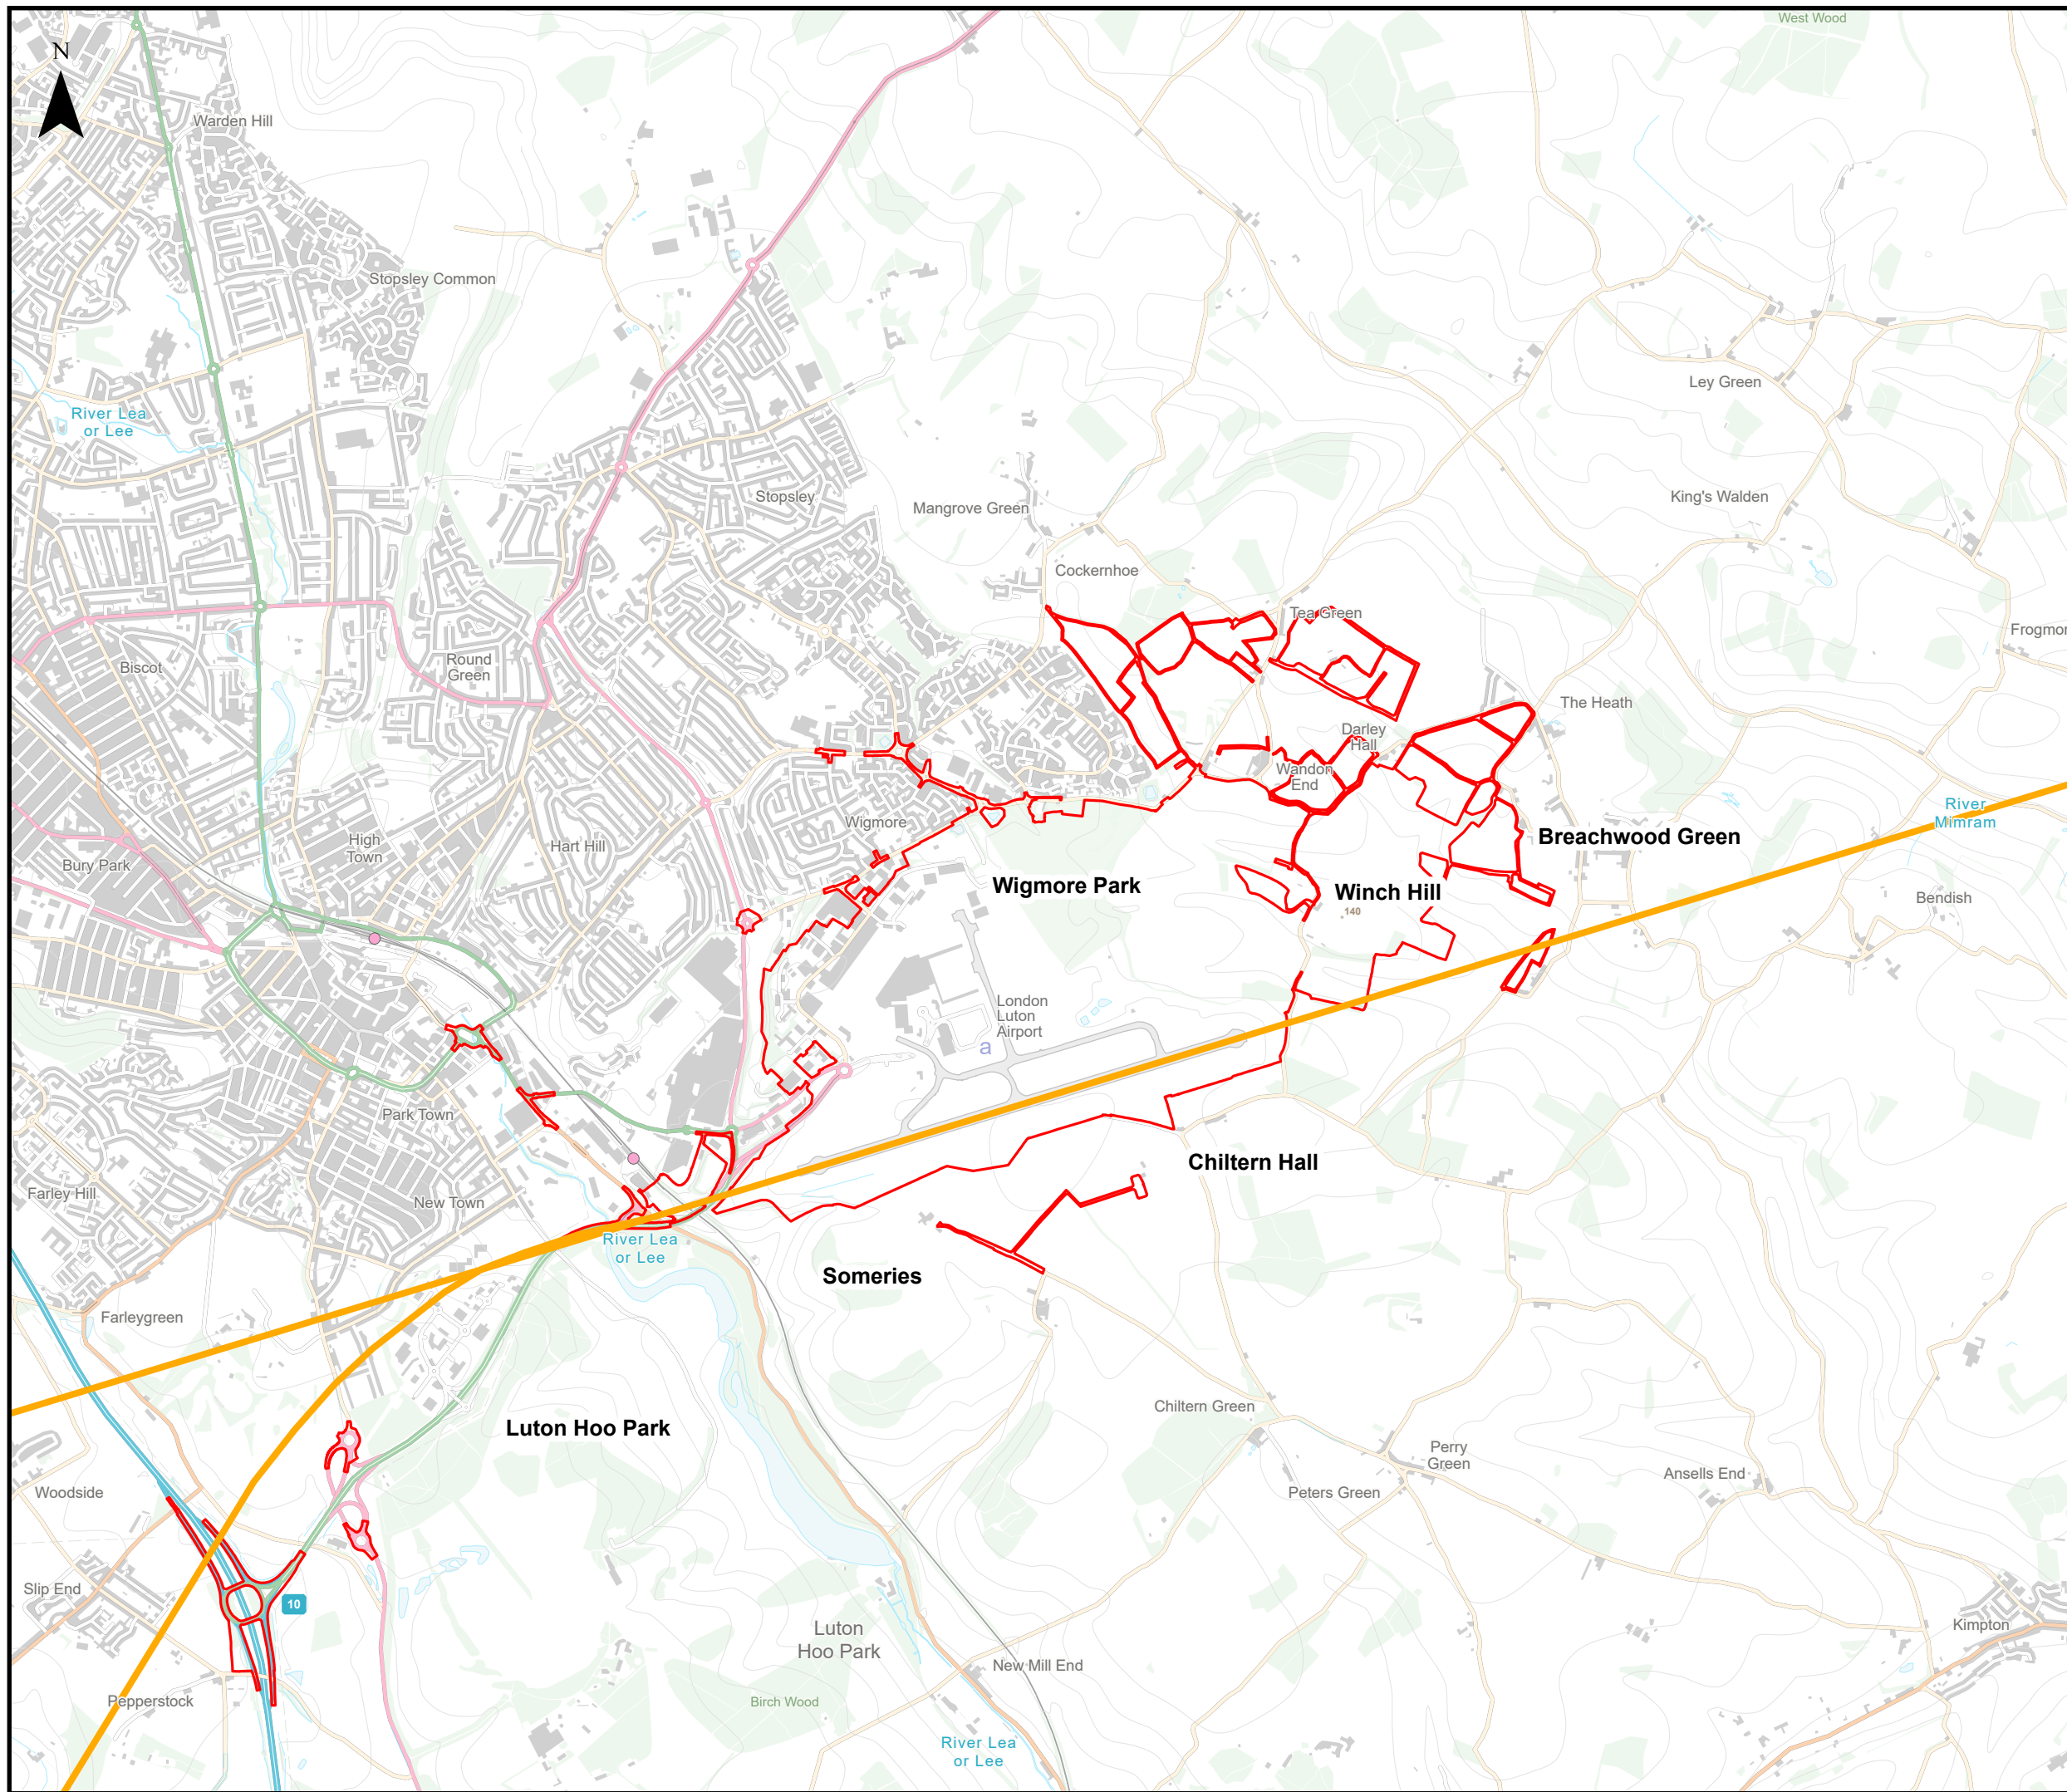 West Wood
N
Warden Hill
Stopsley Common
River Lea
or Lee
Ley Green
Stopsley
King's Walden
Mangrove Green
Cockernhoe
Tea Green
Biscot
Round
Green
The Heath
Darley
Hall
Wandon
End
River
Mimram
Wigmore
High
Town
Hart Hill
Breachwood Green
Bury Park
Wigmore Park
Winch Hill
140
Bendish
London
Luton
Airport
a
Park Town
Chiltern Hall
Farley Hill
New Town
River Lea
or Lee
Someries
Farleygreen
Chiltern Green
Luton Hoo Park
Perry
Green
Ansells End
Woodside
Peters Green
Slip End
10
Luton
Hoo Park
Kimpton
New Mill End
Pepperstock
Birch Wood
River Lea
or Lee